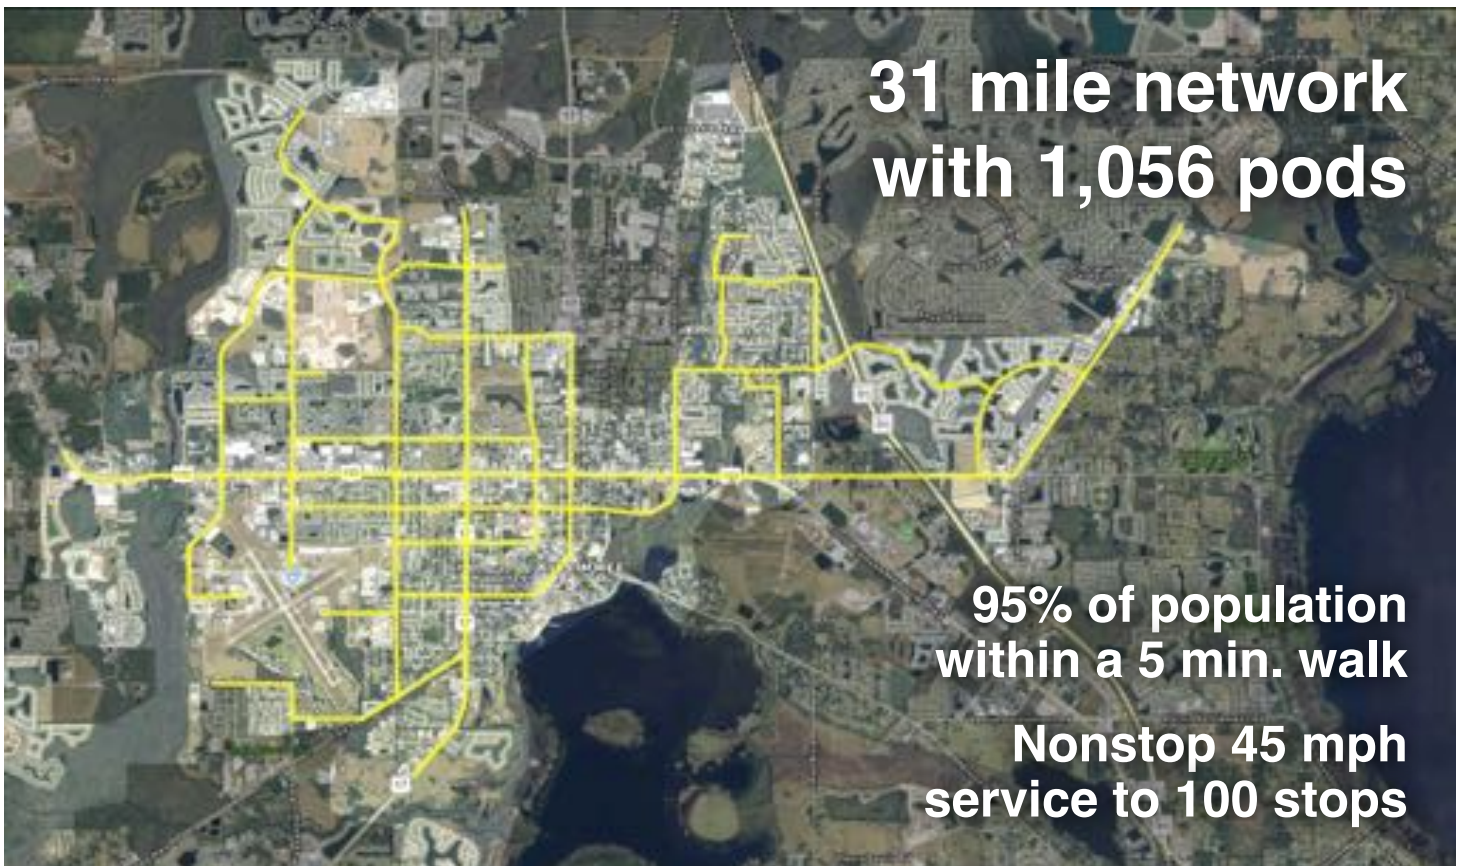 31 mile network
with 1,056 pods
95% of population
within a 5 min. walk
Nonstop 45 mph
service to 100 stops